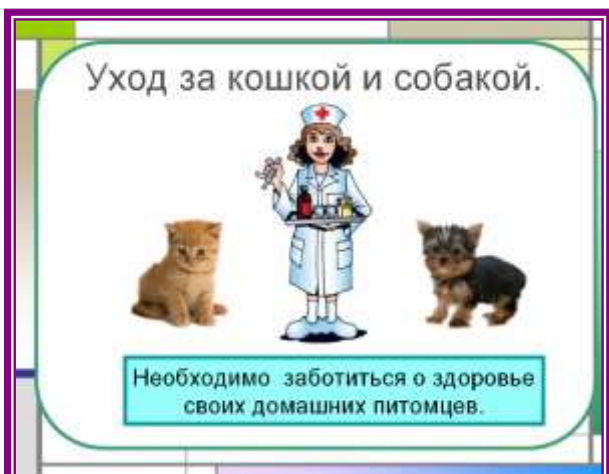 Уход за кошкой и собакой.
Необходимо заботиться о здоровье
своих домашних питомцев.